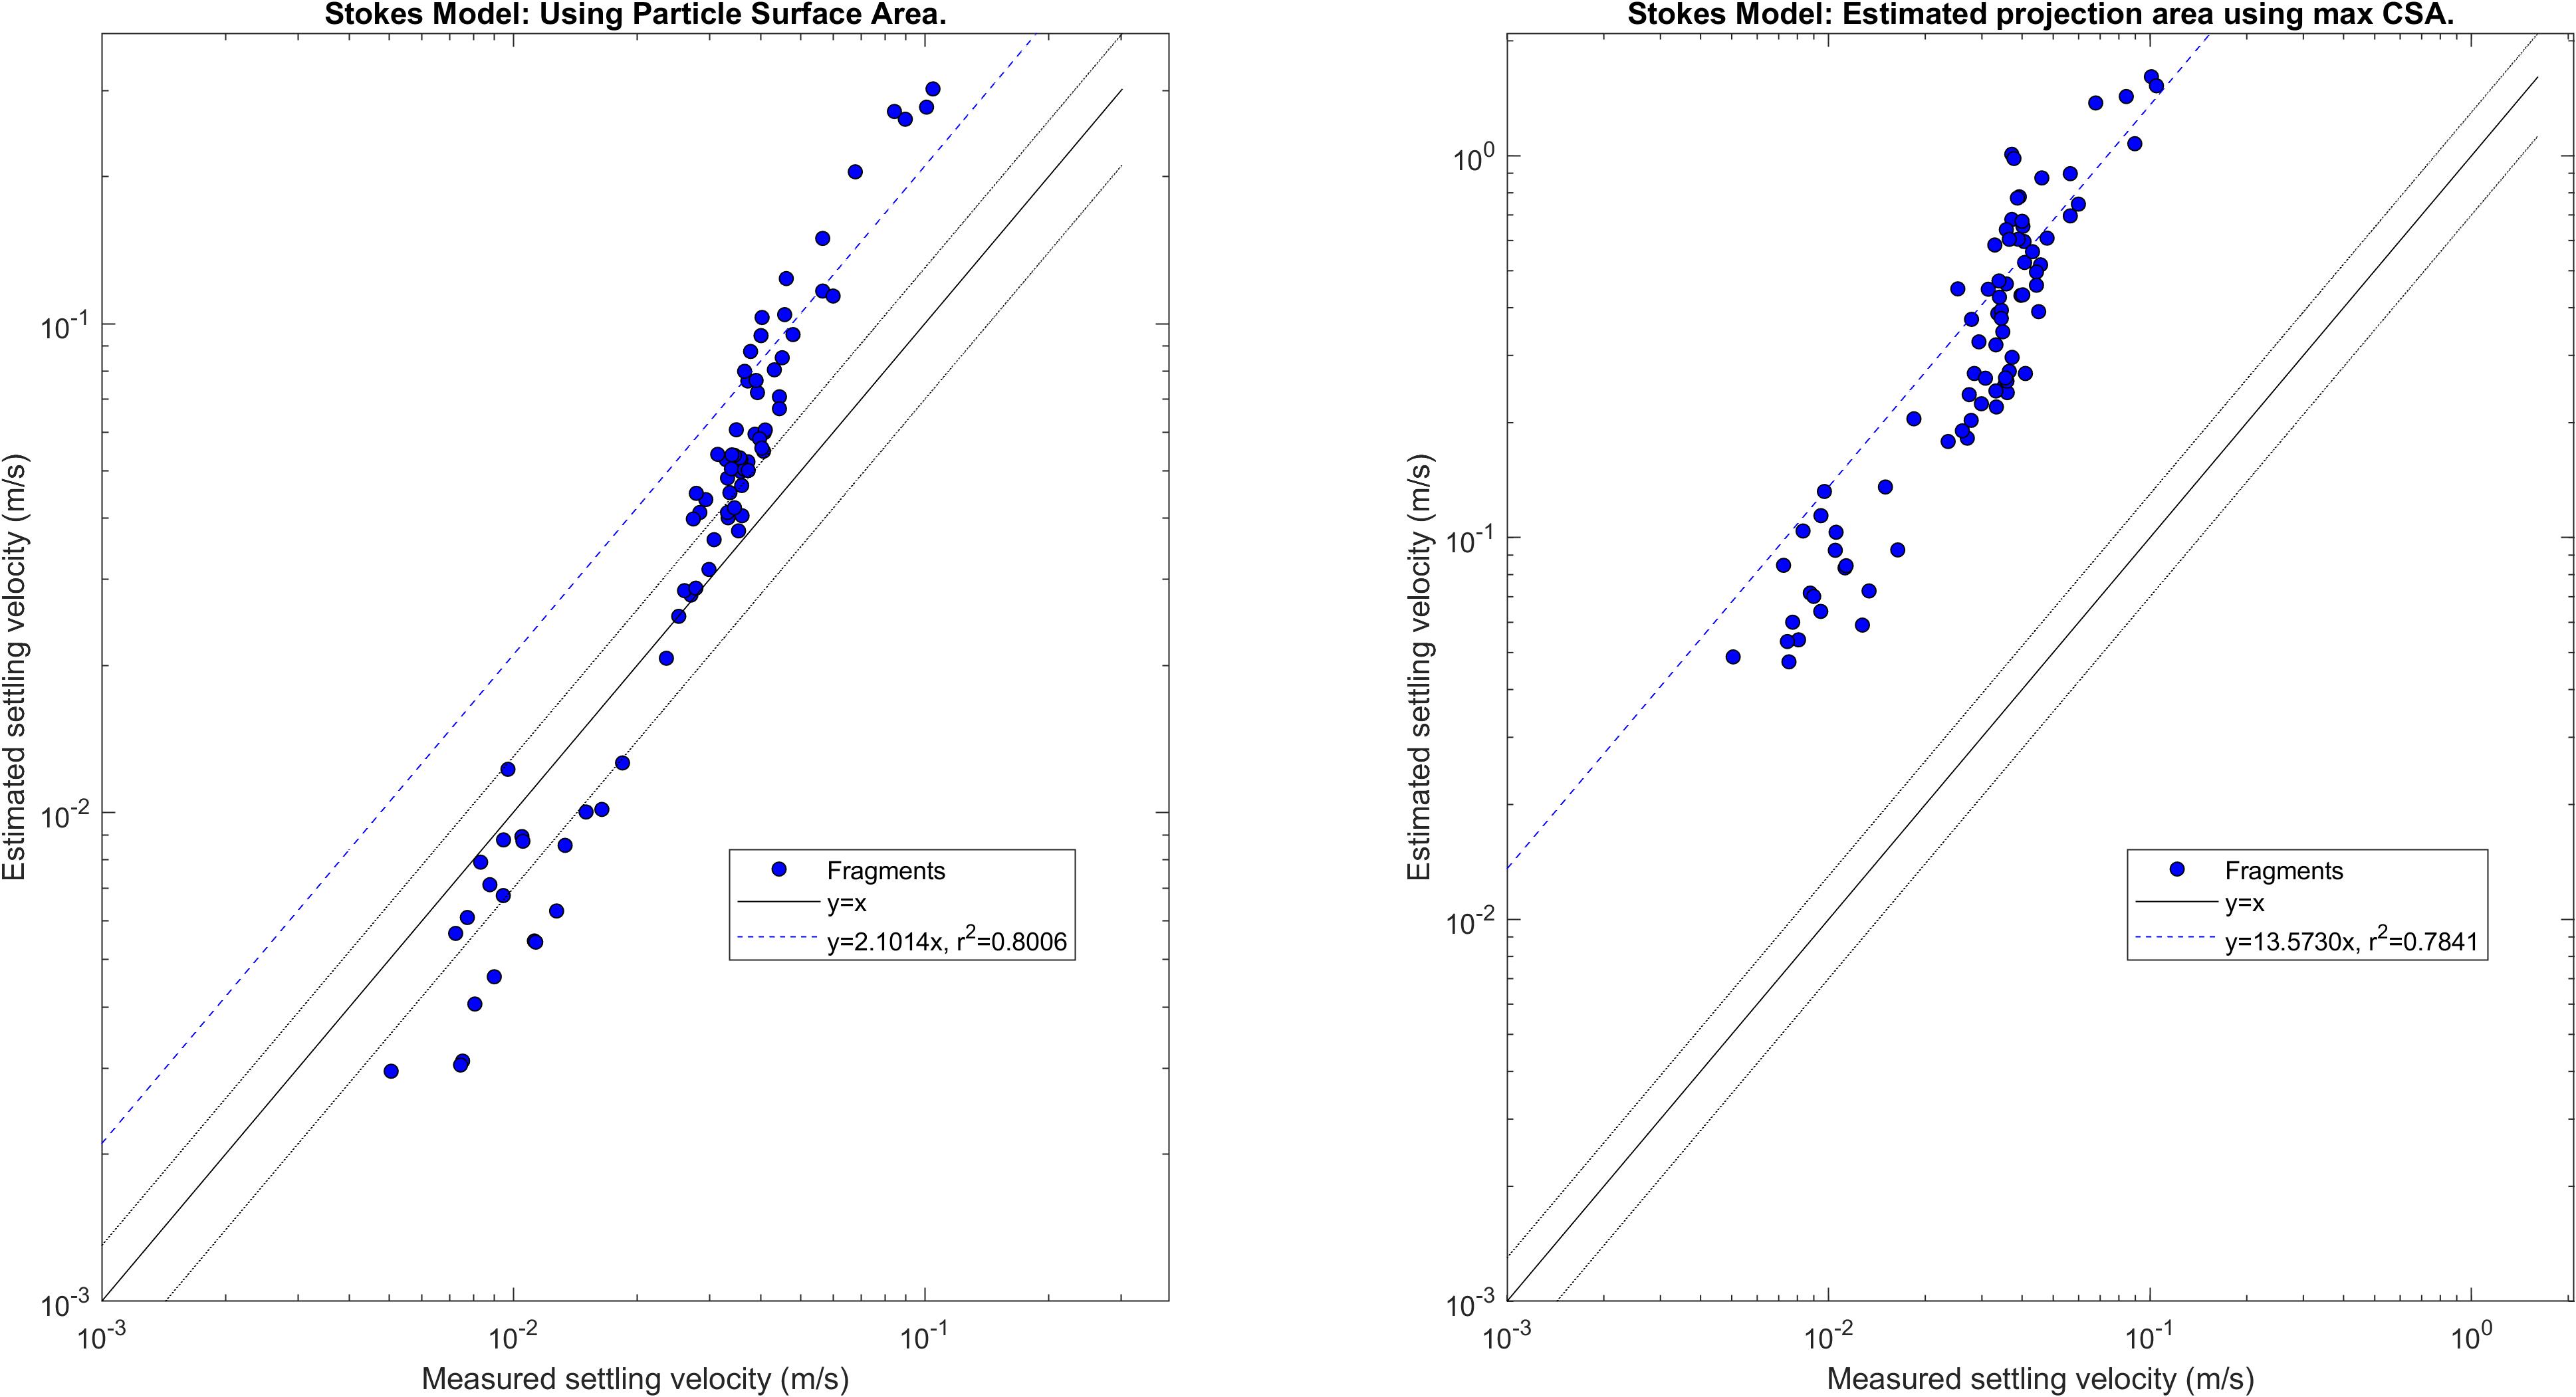 Stokes Model: Using Particle Surface Area.
Estimated settling velocity (m/s)
10^-1
10^-2
10^-3
Fragments
y=x
y=2.1014x, r^2=0.8006
10^-3 10^-2 10^-1
Measured settling velocity (m/s)
Stokes Model: Estimated projection area using max CSA.
Estimated settling velocity (m/s)
10^0
10^-1
10^-2
10^-3
Fragments
y=x
y=13.5730x, r^2=0.7841
10^-3 10^-2 10^-1 10^0
Measured settling velocity (m/s)